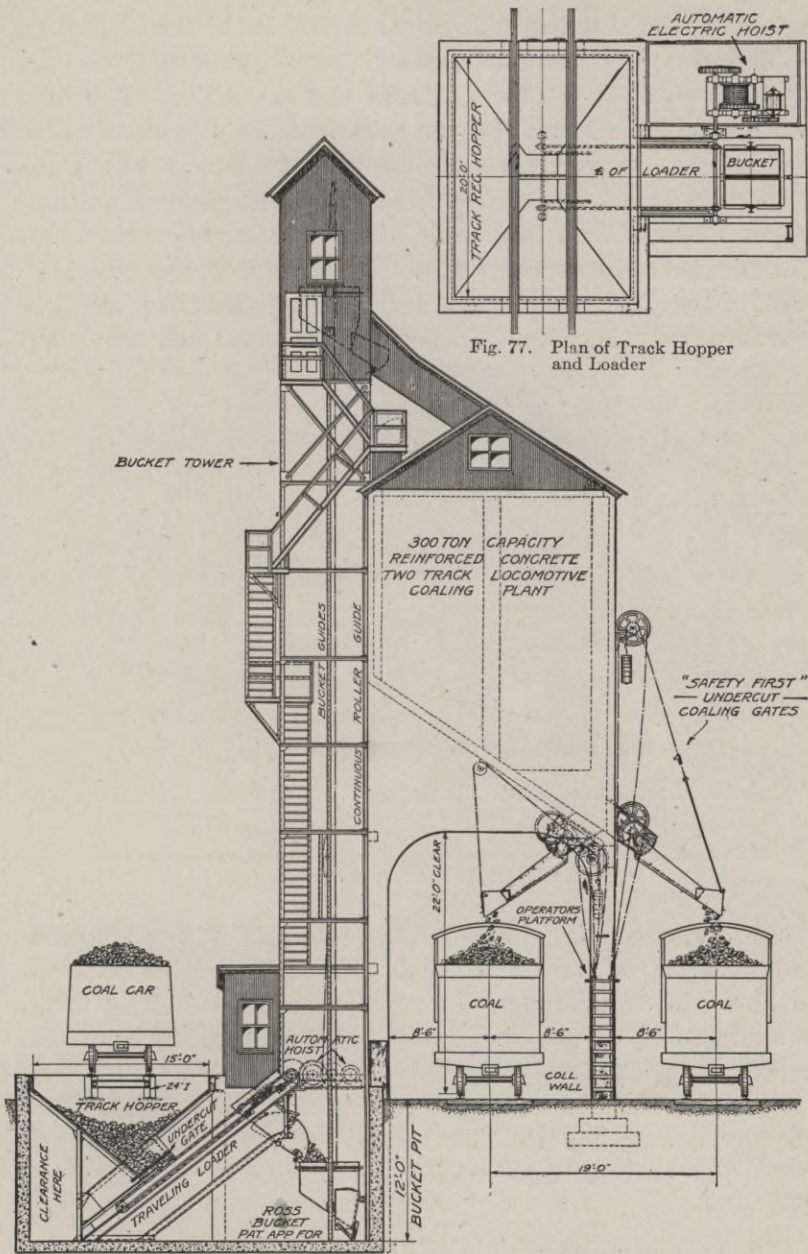 AUTOMATIC
ELECTRIC HOIST
20'-0"
TRACK REC. HOPPER
℄ OF LOADER
BUCKET
Fig. 77. Plan of Track Hopper
and Loader
BUCKET TOWER
300 TON CAPACITY
REINFORCED CONCRETE
TWO TRACK LOCOMOTIVE
COALING PLANT
BUCKET GUIDES
CONTINUOUS ROLLER GUIDE
"SAFETY FIRST"
UNDERCUT
COALING GATES
22'-0" CLEAR
OPERATORS
PLATFORM
COAL CAR
COAL
COAL
8'-6"
8'-6"
8'-6"
15'-0"
AUTOMATIC
HOIST
24" I
COLL.
WALL
TRACK HOPPER
UNDERCUT
GATE
TRAVELING LOADER
CLEARANCE
HERE
12'-0"
BUCKET PIT
19'-0"
ROSS
BUCKET
PAT. APP FOR